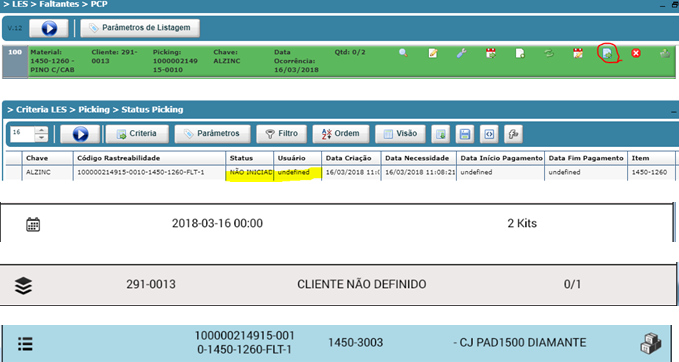 > LES > Faltantes > PCP
V.12 Parâmetros de Listagem
100 Material: 1450-1260 - PINO C/CAB Cliente: 291-0013 Picking: 100000214915-0010 Chave: ALZINC Data Ocorrência: 16/03/2018 Qtd: 0/2
> Criteria LES > Picking > Status Picking
16 Criteria Parâmetros Filtro Ordem Visão
Chave Código Rastreabilidade Status Usuário Data Criação Data Necessidade Data Início Pagamento Data Fim Pagamento Item
ALZINC 100000214915-0010-1450-1260-FLT-1 NÃO INICIAD undefined 16/03/2018 11:( 16/03/2018 11:08:21 undefined undefined 1450-1260
2018-03-16 00:00 2 Kits
291-0013 CLIENTE NÃO DEFINIDO 0/1
100000214915-001
0-1450-1260-FLT-1 1450-3003 - CJ PAD1500 DIAMANTE